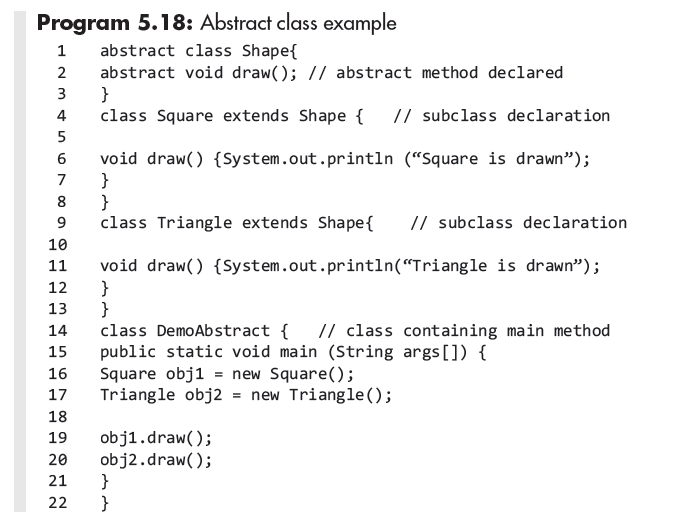 Program 5.18: Abstract class example
1 abstract class Shape{
2 abstract void draw(); // abstract method declared
3 }
4 class Square extends Shape { // subclass declaration
5
6 void draw() {System.out.println (“Square is drawn”);
7 }
8 }
9 class Triangle extends Shape{ // subclass declaration
10
11 void draw() {System.out.println(“Triangle is drawn”);
12 }
13 }
14 class DemoAbstract { // class containing main method
15 public static void main (String args[]) {
16 Square obj1 = new Square();
17 Triangle obj2 = new Triangle();
18
19 obj1.draw();
20 obj2.draw();
21 }
22 }